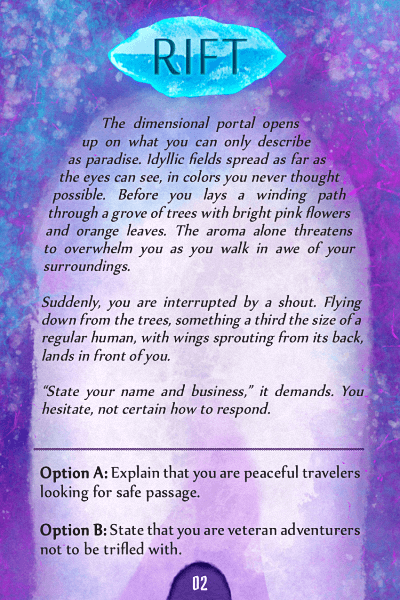 RIFT
The dimensional portal opens
up on what you can only describe
as paradise. Idyllic fields spread as far as
the eyes can see, in colors you never thought
possible. Before you lays a winding path
through a grove of trees with bright pink flowers
and orange leaves. The aroma alone threatens
to overwhelm you as you walk in awe of your
surroundings.
Suddenly, you are interrupted by a shout. Flying
down from the trees, something a third the size of a
regular human, with wings sprouting from its back,
lands in front of you.
“State your name and business,” it demands. You
hesitate, not certain how to respond.
Option A: Explain that you are peaceful travelers
looking for safe passage.
Option B: State that you are veteran adventurers
not to be trifled with.
02